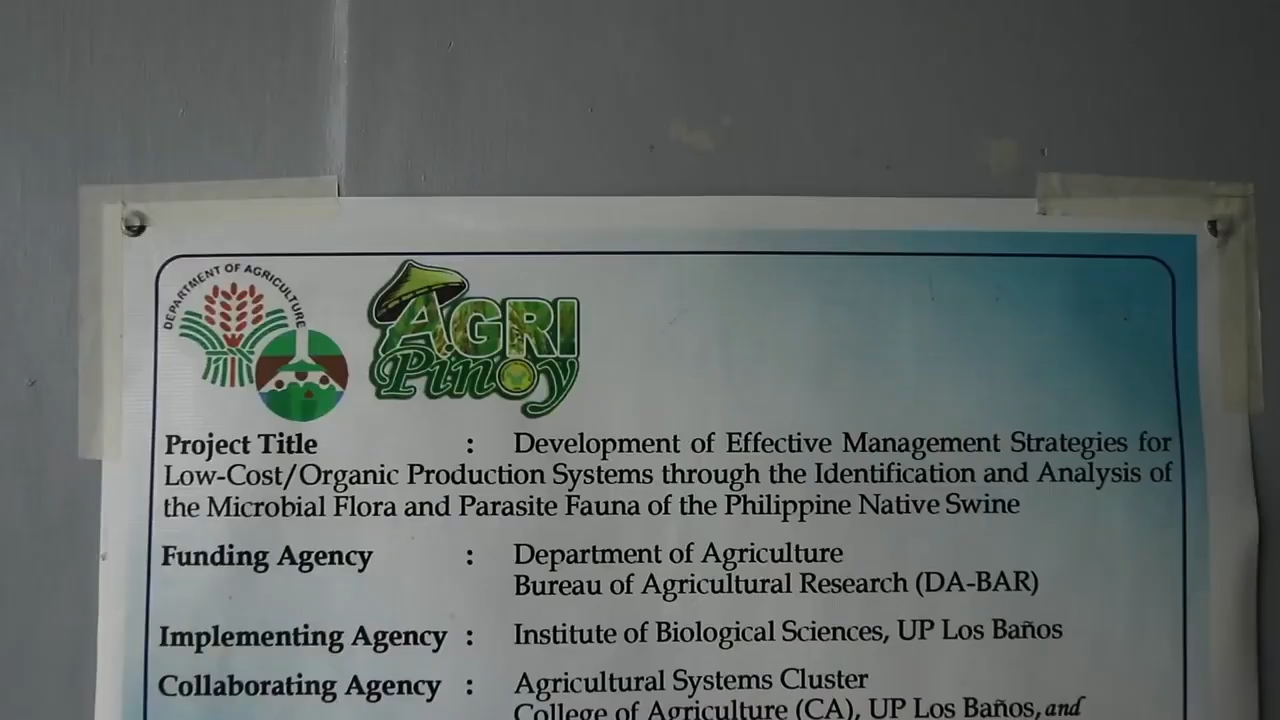 DEPARTMENT OF AGRICULTURE
AGRI
Pinoy
Project Title : Development of Effective Management Strategies for
Low-Cost/Organic Production Systems through the Identification and Analysis of
the Microbial Flora and Parasite Fauna of the Philippine Native Swine
Funding Agency : Department of Agriculture
Bureau of Agricultural Research (DA-BAR)
Implementing Agency : Institute of Biological Sciences, UP Los Baños
Collaborating Agency : Agricultural Systems Cluster
College of Agriculture (CA), UP Los Baños, and